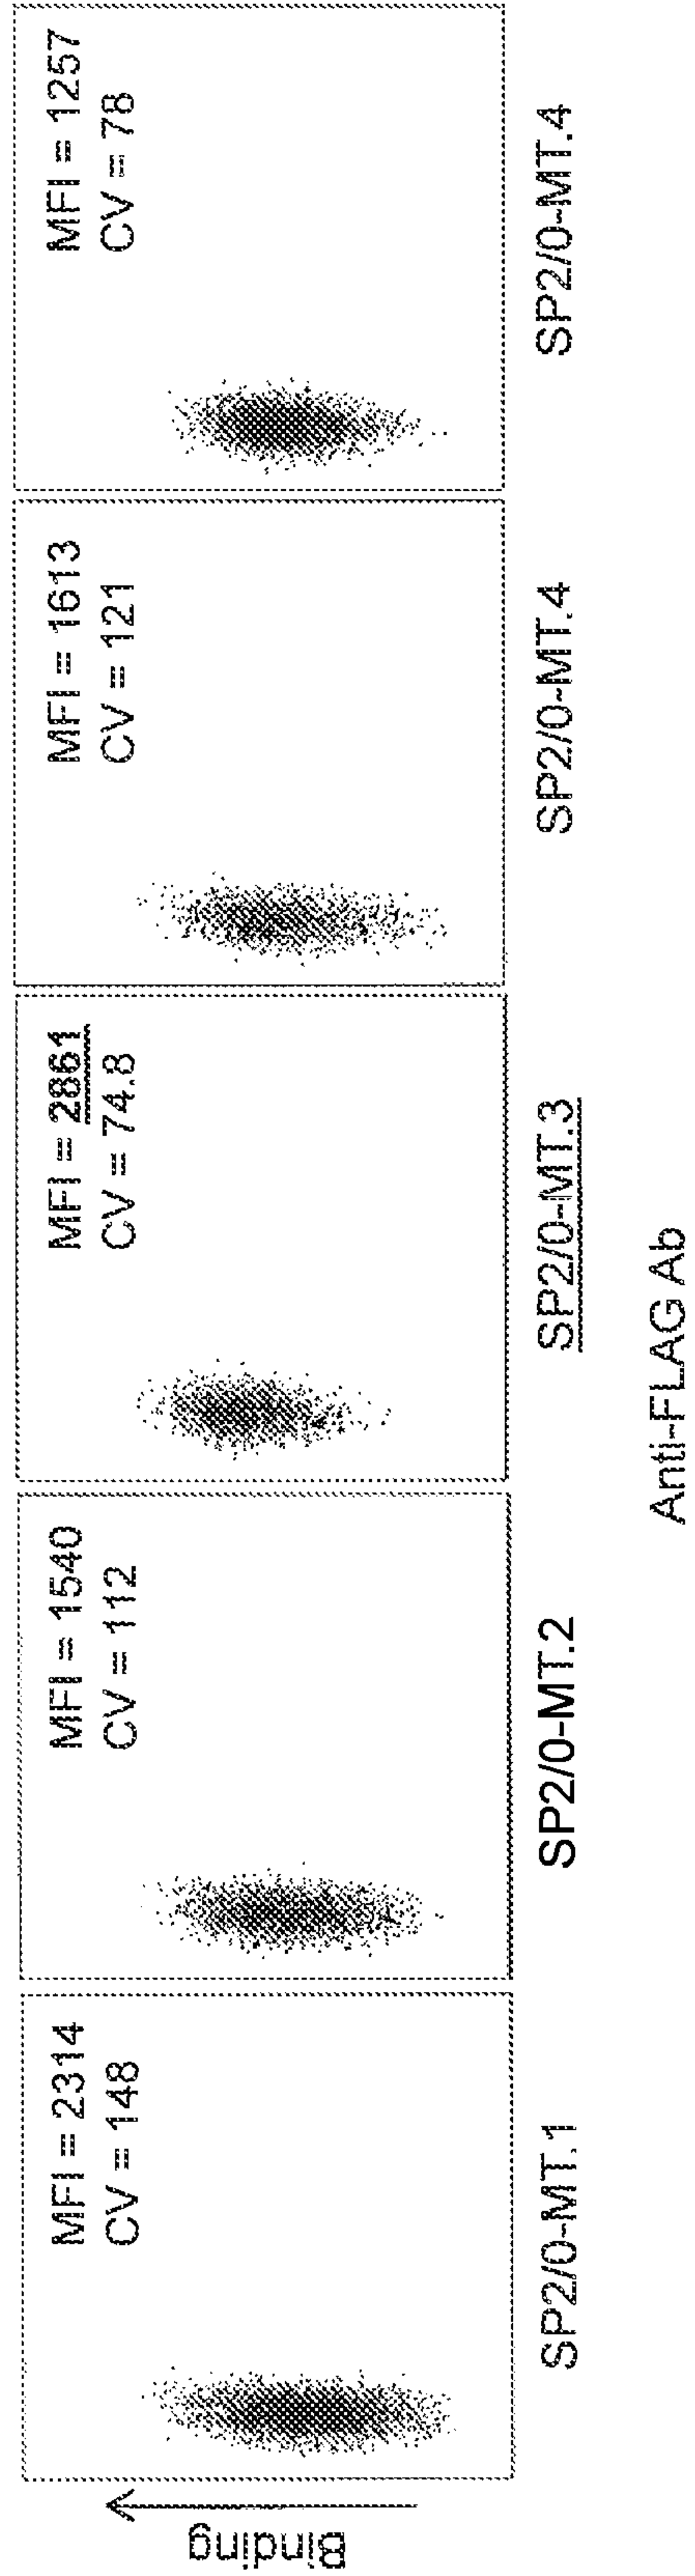 MFI = 2314
CV = 148
MFI = 1540
CV = 112
MFI = 2861
CV = 74.8
MFI = 1613
CV = 121
MFI = 1257
CV = 78
Binding
SP2/0-MT.1
SP2/0-MT.2
SP2/0-MT.3
SP2/0-MT.4
SP2/0-MT.4
Anti-FLAG Ab